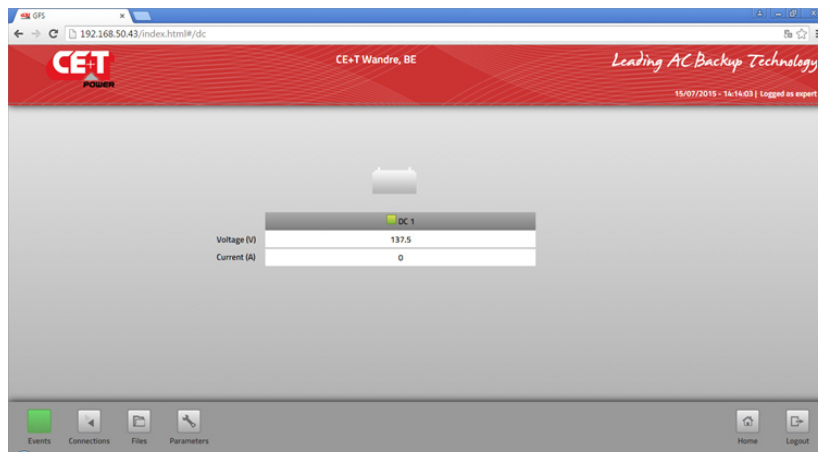 GFS
192.168.50.43/index.html#/dc
CE+T
POWER
CE+T Wandre, BE
Leading AC Backup Technology
15/07/2015 - 14:14:03 | Logged as expert
DC 1
Voltage (V) 137.5
Current (A) 0
Events Connections Files Parameters Home Logout